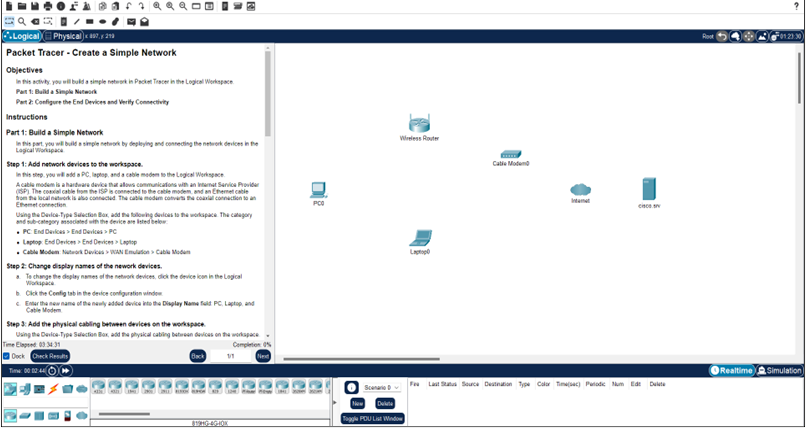 ?
Logical
Physical
x 807, y 219
Root
01:23:30
Packet Tracer - Create a Simple Network
Objectives
In this activity, you will build a simple network in Packet Tracer in the Logical Workspace.
Part 1: Build a Simple Network
Part 2: Configure the End Devices and Verify Connectivity
Instructions
Part 1: Build a Simple Network
In this part, you will build a simple network by deploying and connecting the network devices in the
Logical Workspace.
Step 1: Add network devices to the workspace.
In this step, you will add a PC, laptop, and a cable modem to the Logical Workspace.
A cable modem is a hardware device that allows communications with an Internet Service Provider
(ISP). The coaxial cable from the ISP is connected to the cable modem, and an Ethernet cable
from the local network is also connected. The cable modem converts the coaxial connection to an
Ethernet connection.
Using the Device-Type Selection Box, add the following devices to the workspace. The category
and sub-category associated with the device are listed below:
• PC: End Devices > End Devices > PC
• Laptop: End Devices > End Devices > Laptop
• Cable Modem: Network Devices > WAN Emulation > Cable Modem
Step 2: Change display names of the nework devices.
a. To change the display names of the network devices, click the device icon in the Logical
Workspace.
b. Click the Config tab in the device configuration window.
c. Enter the new name of the newly added device into the Display Name field: PC, Laptop, and
Cable Modem.
Step 3: Add the physical cabling between devices on the workspace.
Using the Device-Type Selection Box, add the physical cabling between devices on the workspace.
Time Elapsed: 03:34:31
Completion: 0%
Dock
Check Results
Back
1/1
Next
Wireless Router
Cable Modem0
PC0
Internet
cisco.srv
Laptop0
Time: 00:02:44
Realtime
Simulation
819HG-4G-IOX
Scenario 0
New
Delete
Toggle PDU List Window
Fire
Last Status
Source
Destination
Type
Color
Time(sec)
Periodic
Num
Edit
Delete